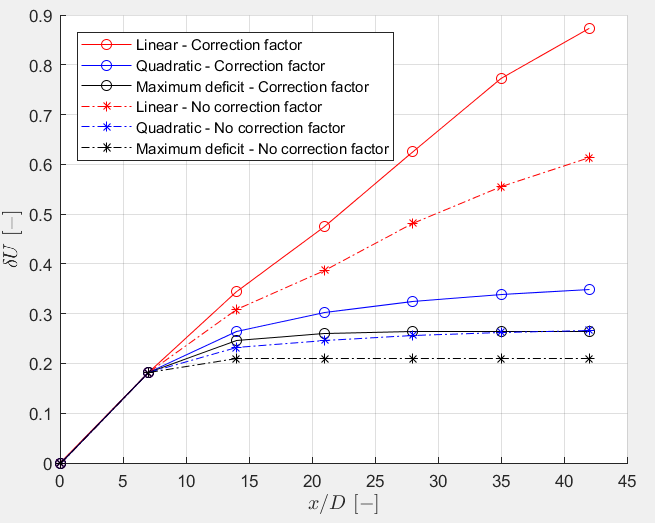 0.9
0.8
0.7
0.6
0.5
0.4
0.3
0.2
0.1
0
δU [−]
Linear - Correction factor
Quadratic - Correction factor
Maximum deficit - Correction factor
Linear - No correction factor
Quadratic - No correction factor
Maximum deficit - No correction factor
0 5 10 15 20 25 30 35 40 45
x/D [−]